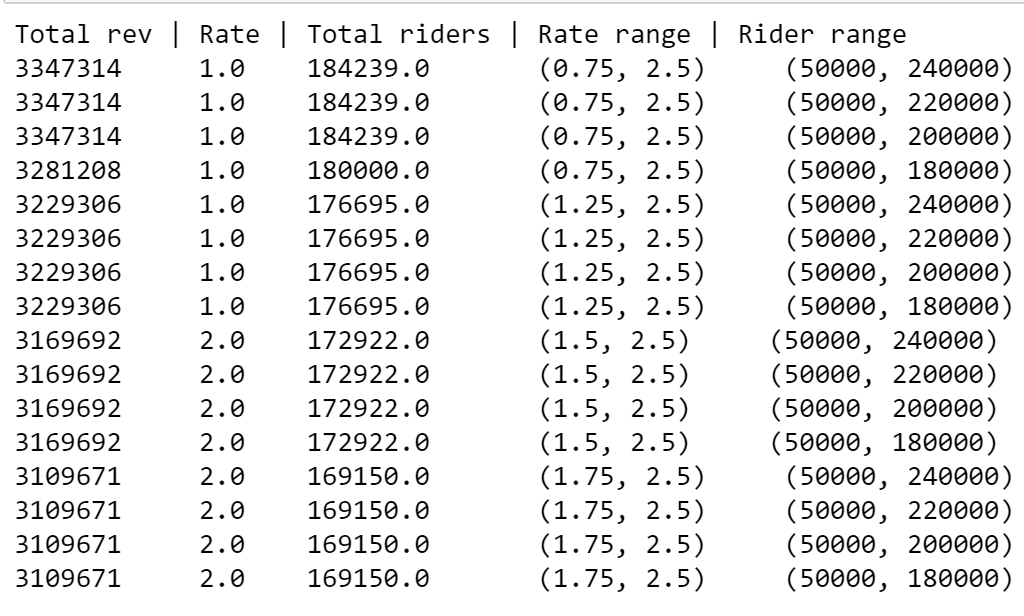 Total rev | Rate | Total riders | Rate range | Rider range
3347314 1.0 184239.0 (0.75, 2.5) (50000, 240000)
3347314 1.0 184239.0 (0.75, 2.5) (50000, 220000)
3347314 1.0 184239.0 (0.75, 2.5) (50000, 200000)
3281208 1.0 180000.0 (0.75, 2.5) (50000, 180000)
3229306 1.0 176695.0 (1.25, 2.5) (50000, 240000)
3229306 1.0 176695.0 (1.25, 2.5) (50000, 220000)
3229306 1.0 176695.0 (1.25, 2.5) (50000, 200000)
3229306 1.0 176695.0 (1.25, 2.5) (50000, 180000)
3169692 2.0 172922.0 (1.5, 2.5) (50000, 240000)
3169692 2.0 172922.0 (1.5, 2.5) (50000, 220000)
3169692 2.0 172922.0 (1.5, 2.5) (50000, 200000)
3169692 2.0 172922.0 (1.5, 2.5) (50000, 180000)
3109671 2.0 169150.0 (1.75, 2.5) (50000, 240000)
3109671 2.0 169150.0 (1.75, 2.5) (50000, 220000)
3109671 2.0 169150.0 (1.75, 2.5) (50000, 200000)
3109671 2.0 169150.0 (1.75, 2.5) (50000, 180000)